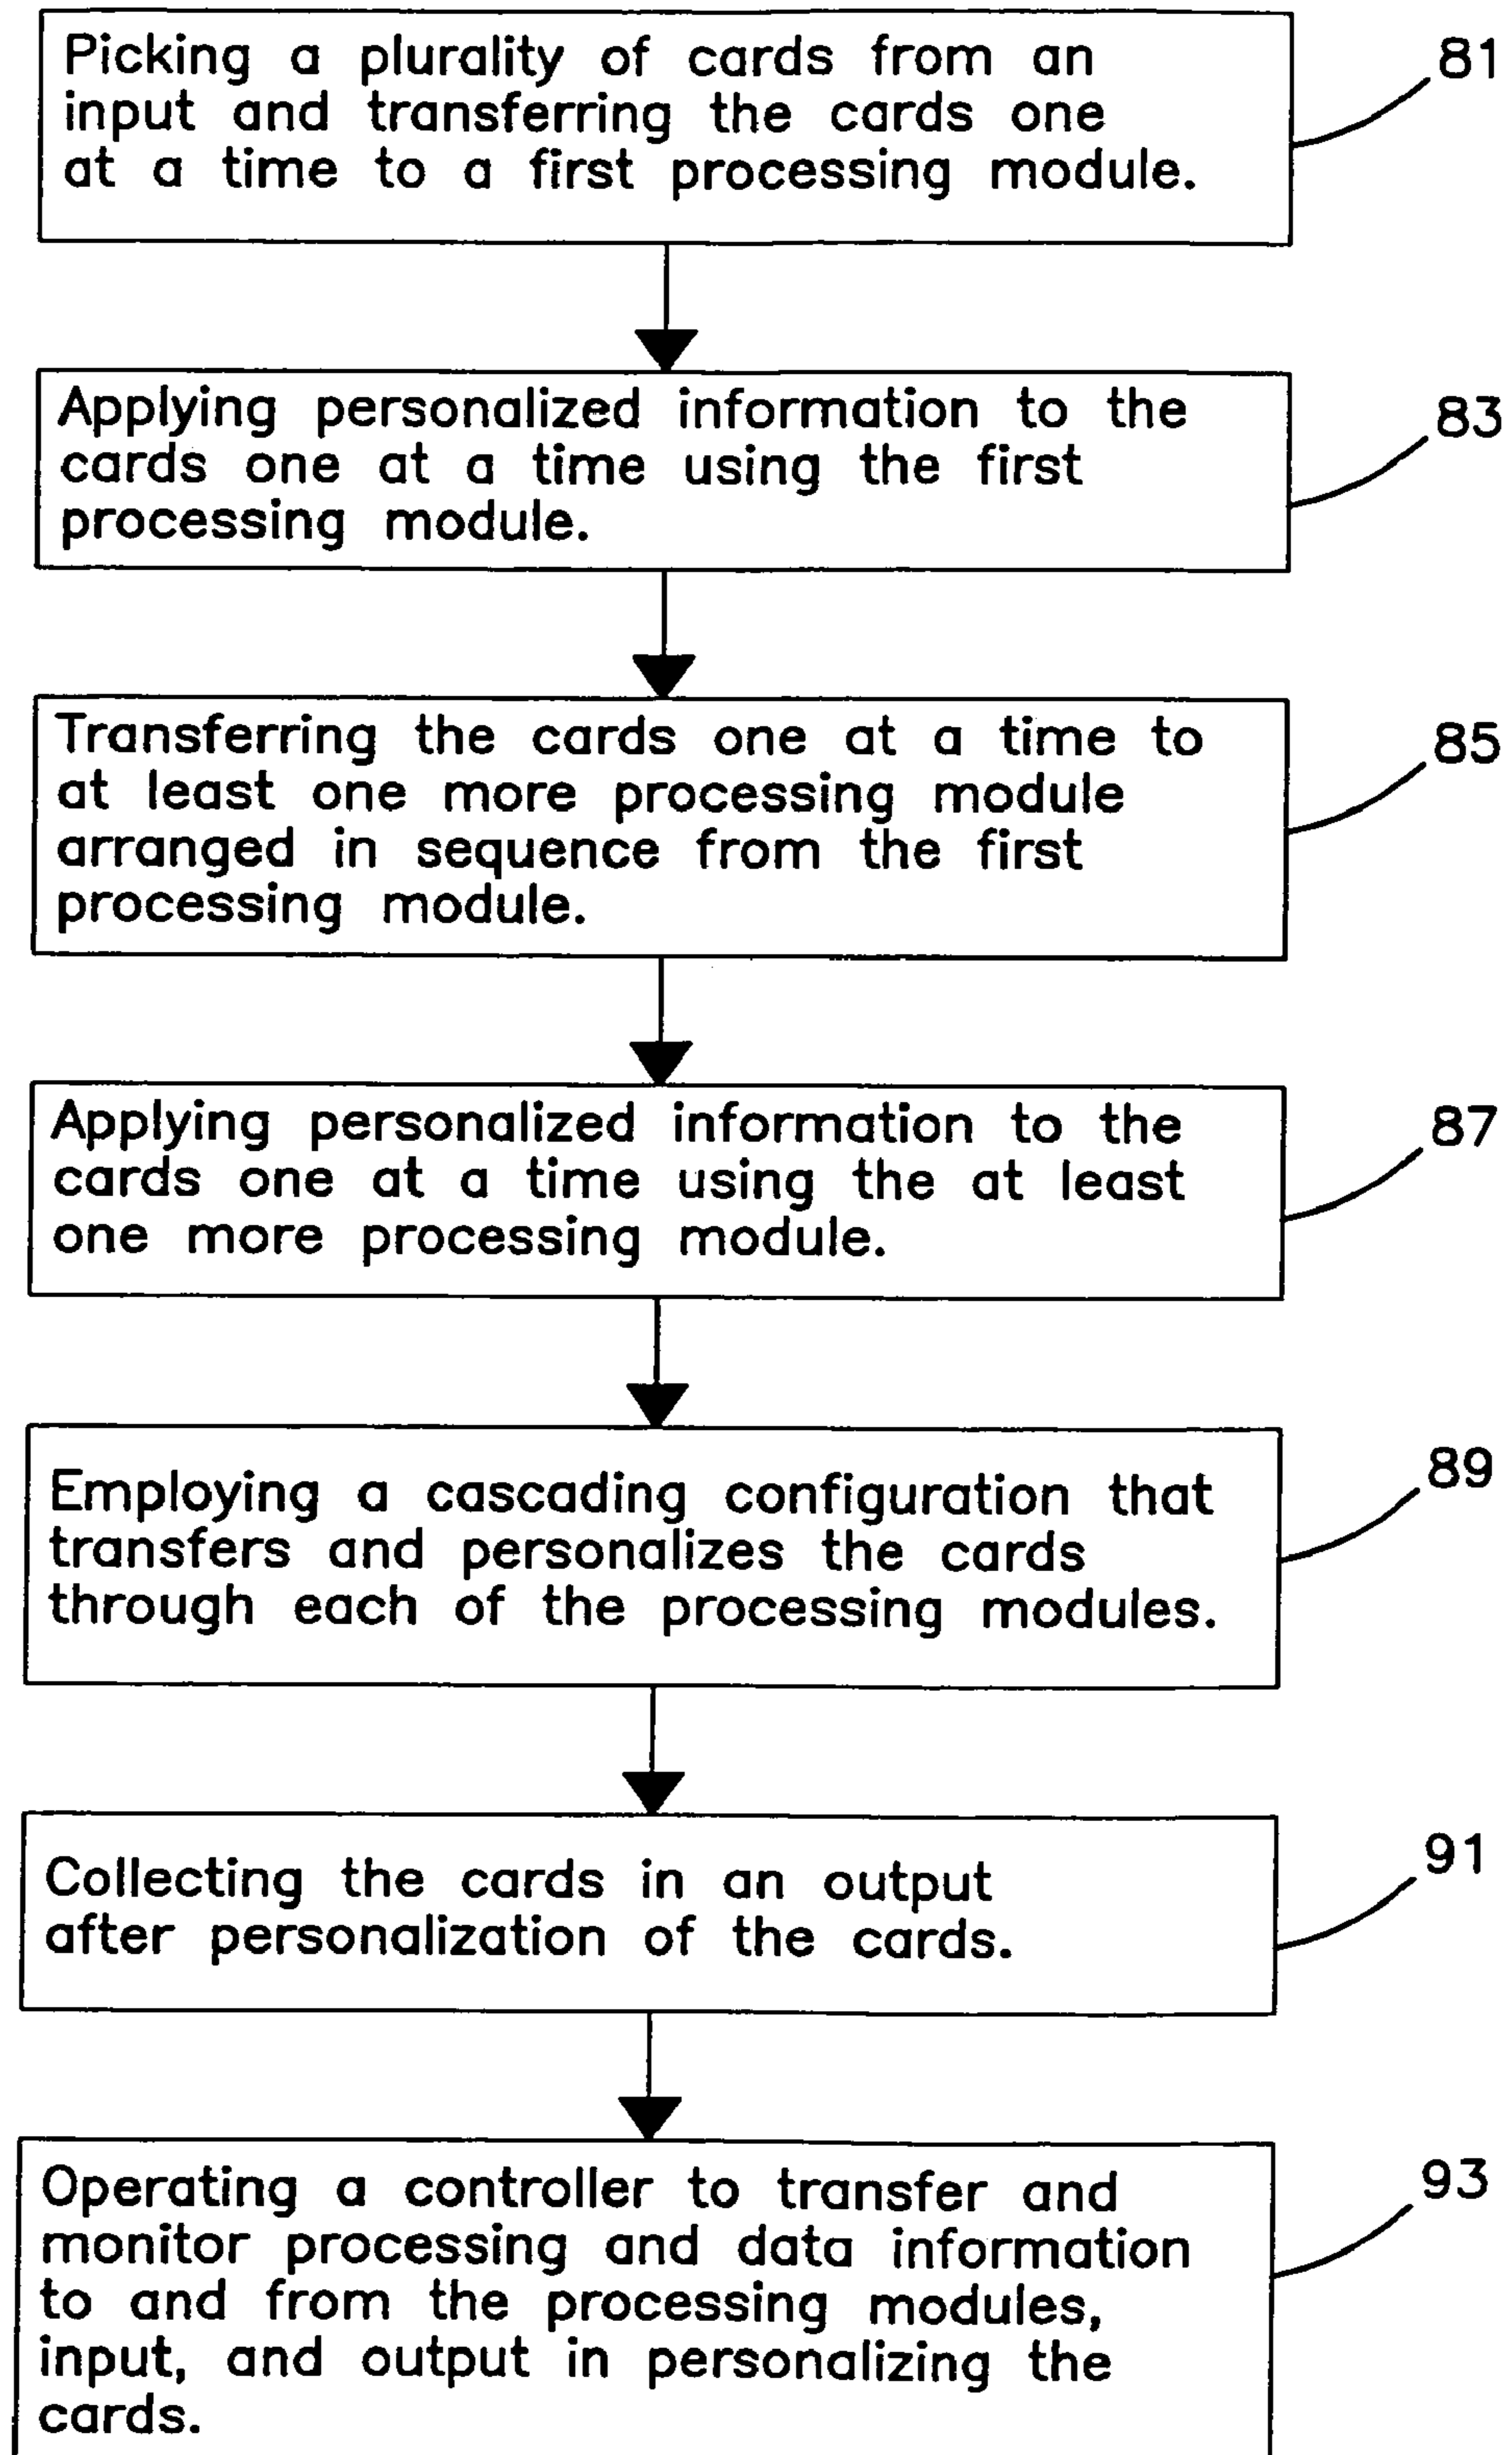 Picking a plurality of cards from an
input and transferring the cards one
at a time to a first processing module.
81
Applying personalized information to the
cards one at a time using the first
processing module.
83
Transferring the cards one at a time to
at least one more processing module
arranged in sequence from the first
processing module.
85
Applying personalized information to the
cards one at a time using the at least
one more processing module.
87
Employing a cascading configuration that
transfers and personalizes the cards
through each of the processing modules.
89
Collecting the cards in an output
after personalization of the cards.
91
Operating a controller to transfer and
monitor processing and data information
to and from the processing modules,
input, and output in personalizing the
cards.
93